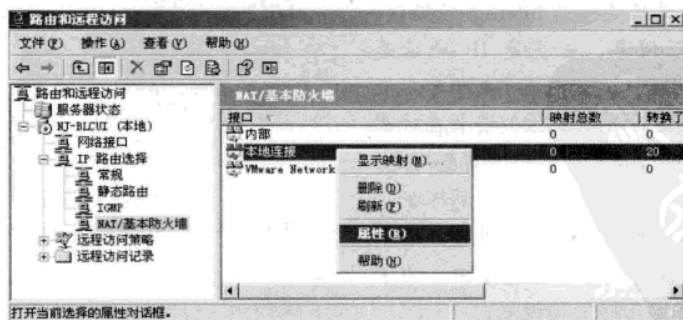 路由和远程访问
文件(F) 操作(A) 查看(V) 帮助(H)
路由和远程访问
服务器状态
NJ-BLCUI (本地)
网络接口
IP 路由选择
常规
静态路由
IGMP
NAT/基本防火墙
远程访问策略
远程访问记录
NAT/基本防火墙
接口 映射总数 转换了
内部 0 0
本地连接 0 20
VMware Network 0 0
显示映射(M)...
删除(D)
刷新(F)
属性(R)
帮助(H)
打开当前选择的属性对话框。